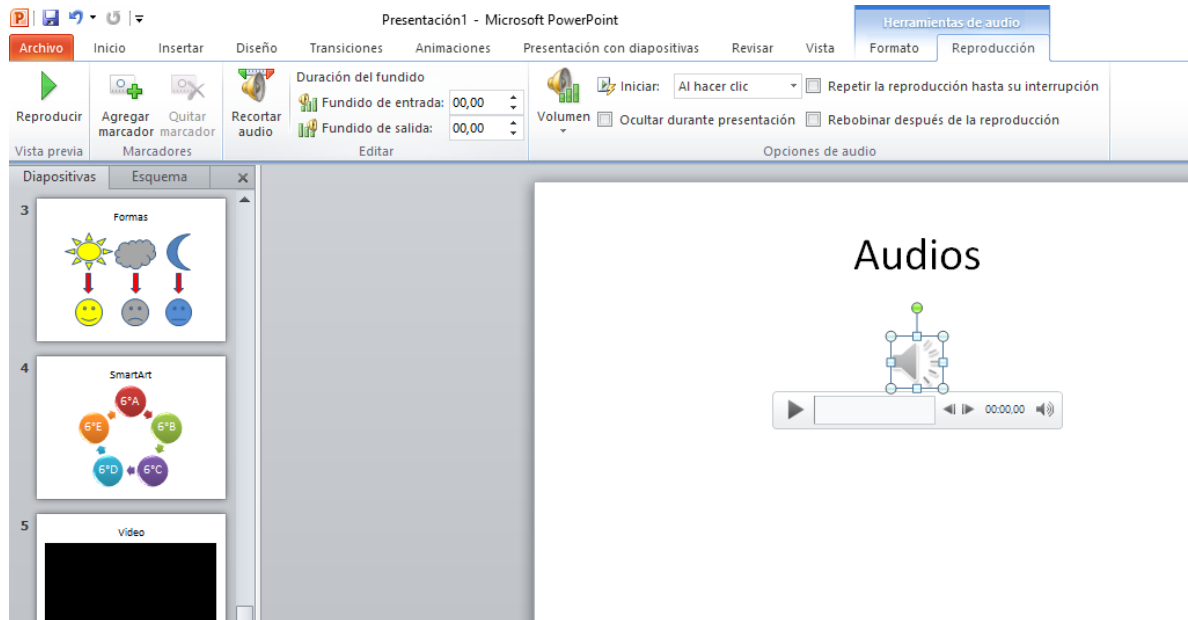 Presentación1 - Microsoft PowerPoint
Herramientas de audio
Archivo Inicio Insertar Diseño Transiciones Animaciones Presentación con diapositivas Revisar Vista Formato Reproducción
Reproducir
Vista previa
Agregar marcador
Quitar marcador
Marcadores
Recortar audio
Duración del fundido
Fundido de entrada: 00,00
Fundido de salida: 00,00
Editar
Volumen
Iniciar: Al hacer clic
Ocultar durante presentación
Repetir la reproducción hasta su interrupción
Rebobinar después de la reproducción
Opciones de audio
Diapositivas Esquema
3
Formas
4
SmartArt
6°A
6°B
6°C
6°D
6°E
5
Video
Audios
00:00,00